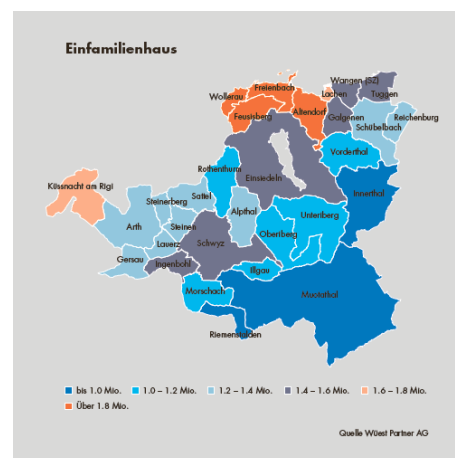 Einfamilienhaus
Wangen (SZ)
Freienbach
Wollerau
Lachen
Tuggen
Feusisberg
Altendorf
Galgenen
Reichenburg
Schübelbach
Vorderthal
Rothenthurm
Einsiedeln
Küssnacht am Rigi
Innerthal
Sattel
Steinerberg
Alpthal
Unteriberg
Arth
Steinen
Oberiberg
Lauerz
Schwyz
Gersau
Ingenbohl
Illgau
Morschach
Muotathal
Riemenstalden
bis 1.0 Mio. 1.0 – 1.2 Mio. 1.2 – 1.4 Mio. 1.4 – 1.6 Mio. 1.6 – 1.8 Mio.
Über 1.8 Mio.
Quelle Wüest Partner AG